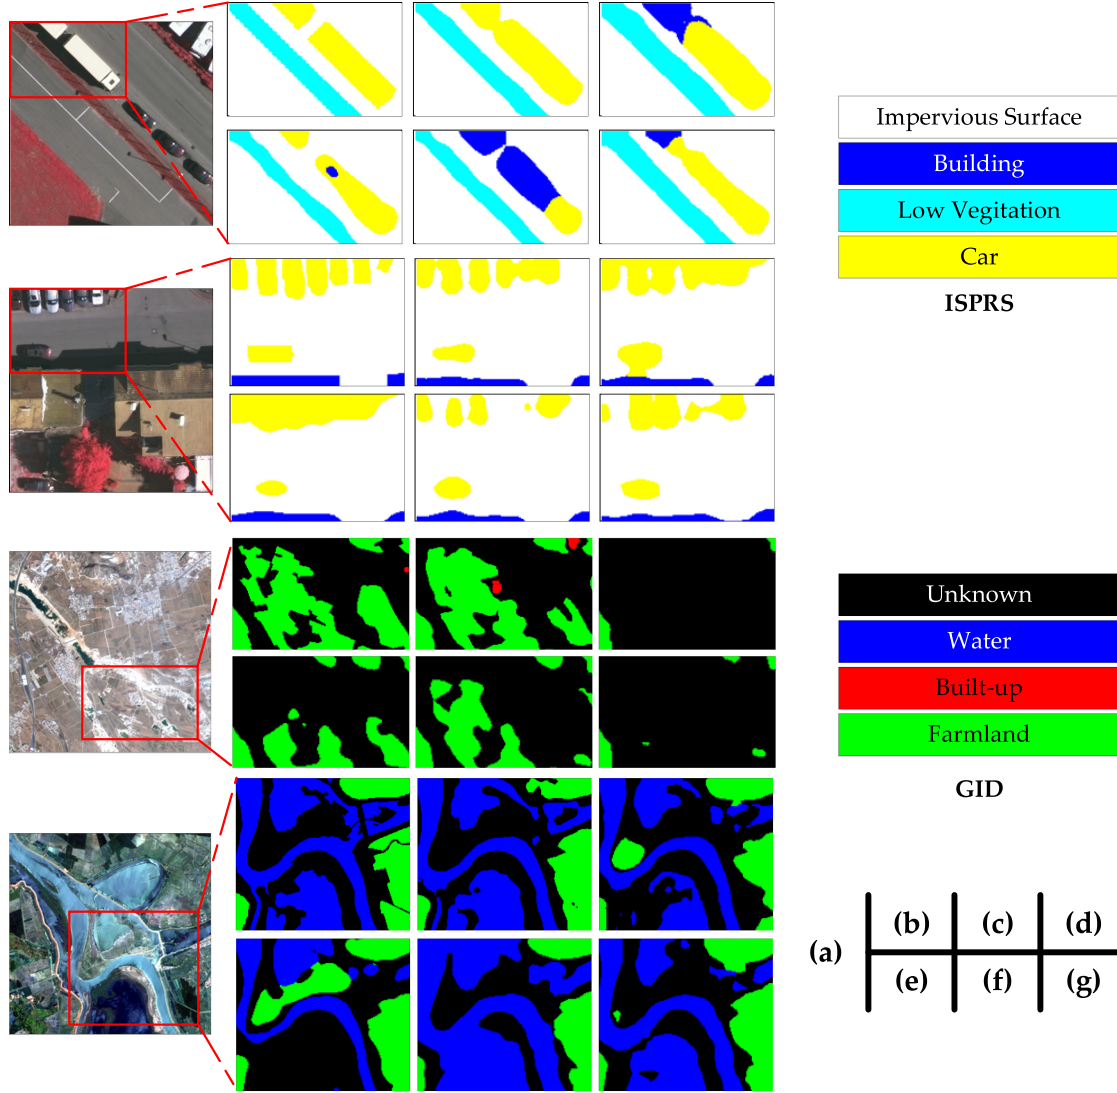 Impervious Surface
Building
Low Vegitation
Car
ISPRS
Unknown
Water
Built-up
Farmland
GID
(a)
(b) (c) (d)
(e) (f) (g)